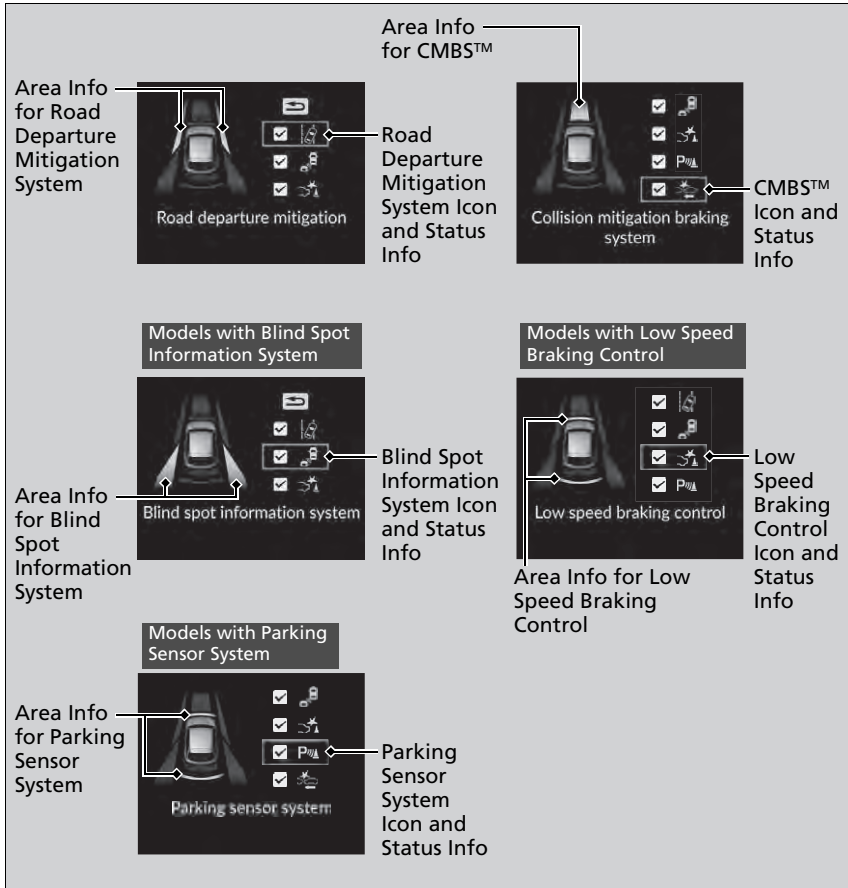 Area Info
for CMBS™
Area Info
for Road
Departure
Mitigation
System
Road departure mitigation
Road
Departure
Mitigation
System Icon
and Status
Info
P
Collision mitigation braking
system
CMBS™
Icon and
Status
Info
Models with Blind Spot
Information System
Area Info
for Blind
Spot
Information
System
Blind spot information system
Blind Spot
Information
System Icon
and Status
Info
Models with Low Speed
Braking Control
P
Low speed braking control
Area Info for Low
Speed Braking
Control
Low
Speed
Braking
Control
Icon and
Status
Info
Models with Parking
Sensor System
Area Info
for Parking
Sensor
System
P
Parking sensor system
Parking
Sensor
System
Icon and
Status Info